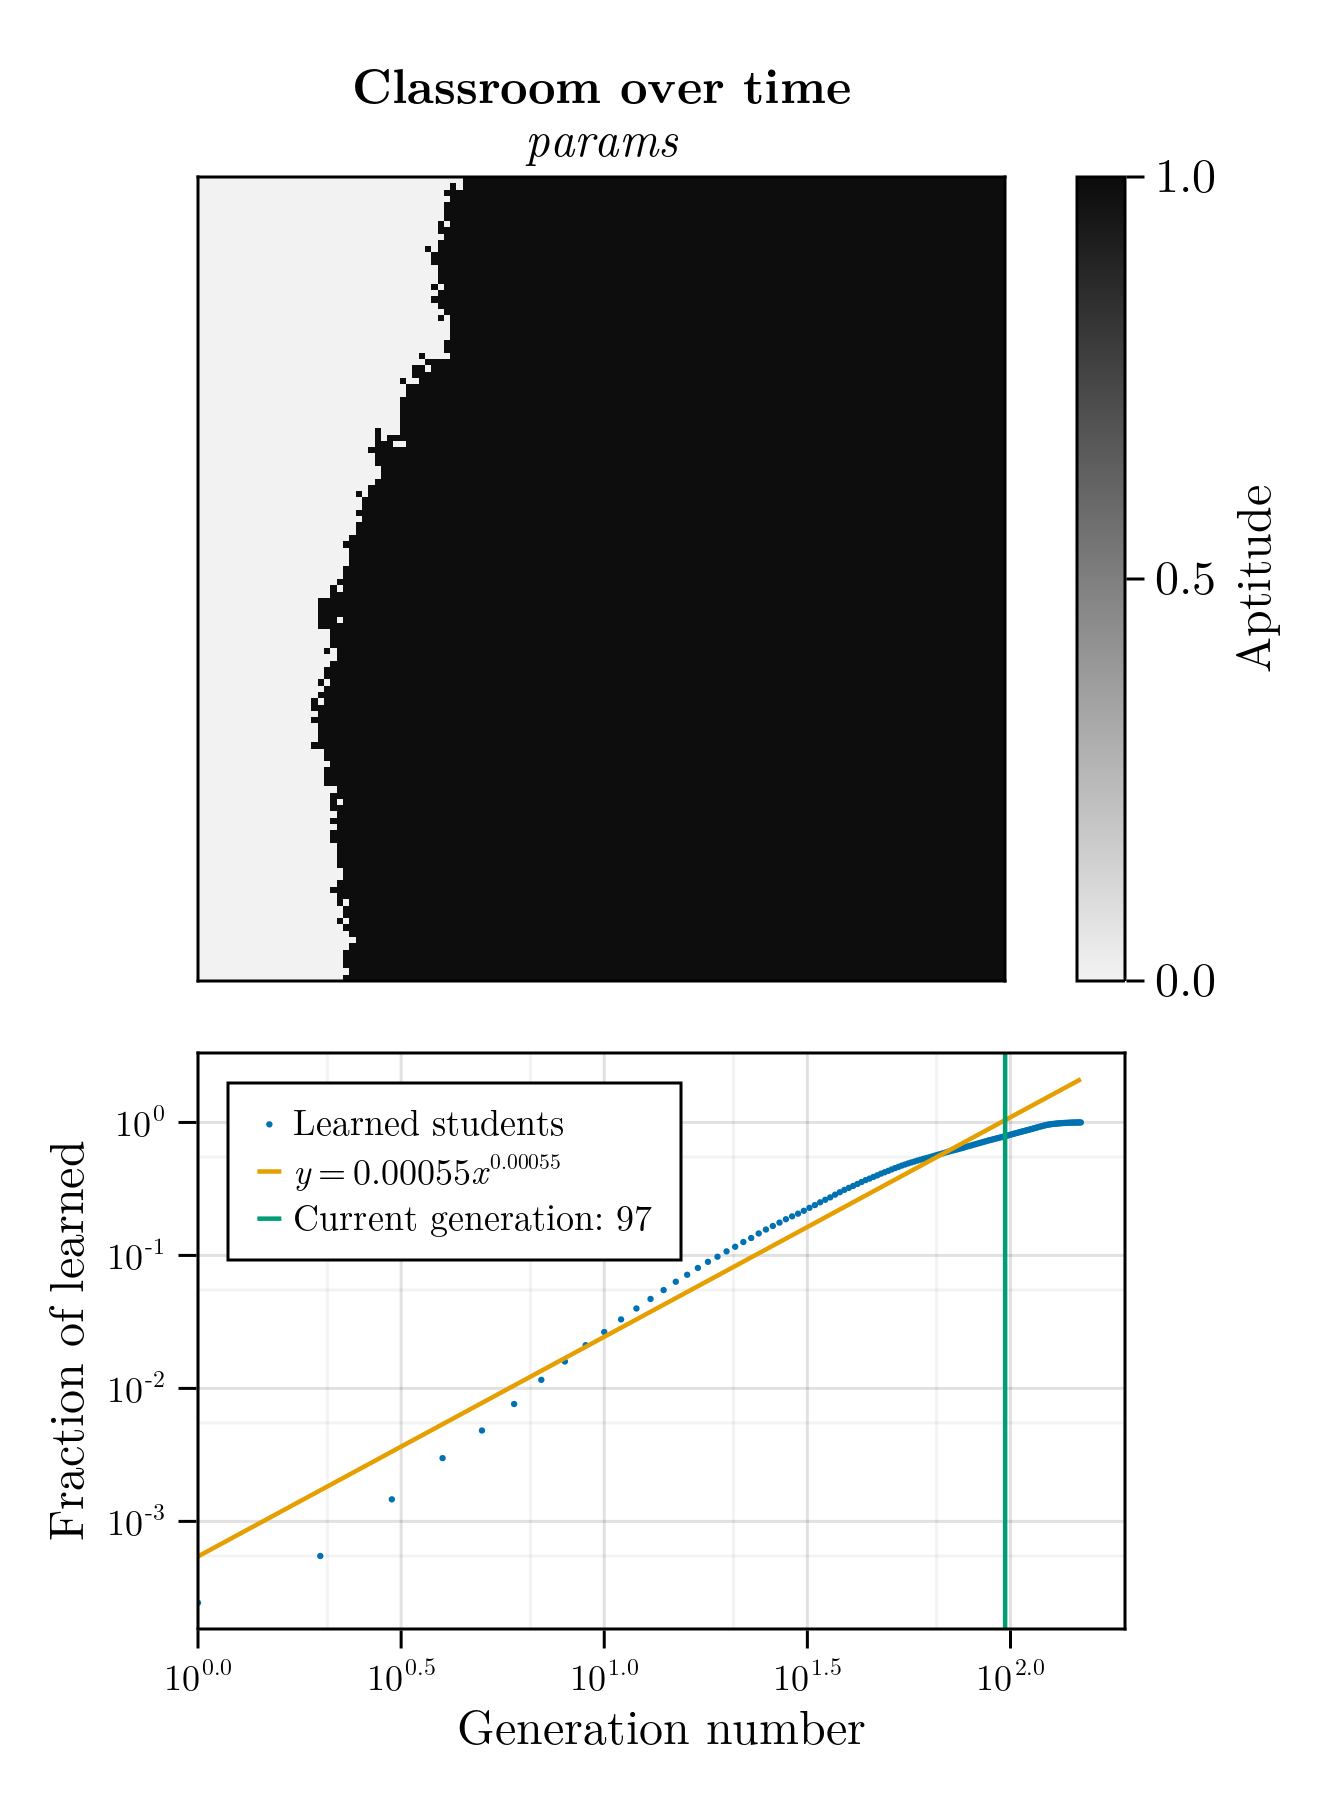 Classroom over time
params
1.0
0.5
0.0
Aptitude
Learned students
y = 0.00055x^0.00055
Current generation: 97
10^0
10^-1
10^-2
10^-3
Fraction of learned
10^0.0 10^0.5 10^1.0 10^1.5 10^2.0
Generation number